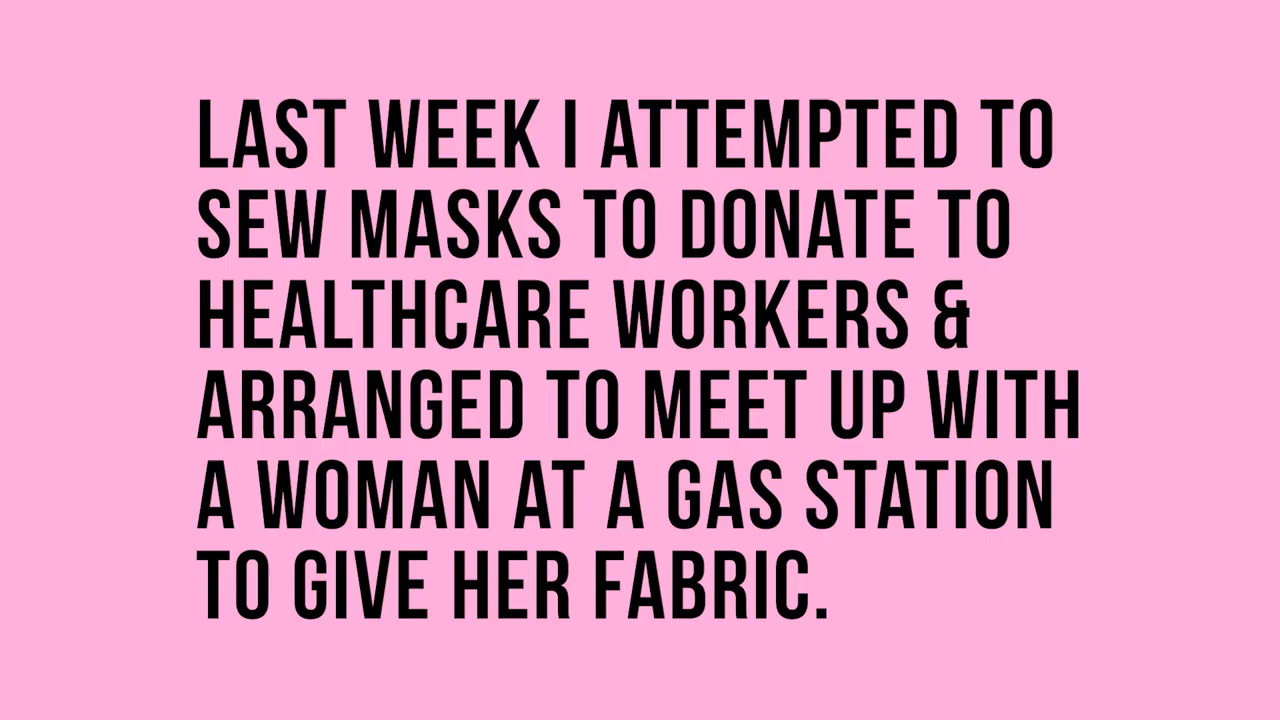 LAST WEEK I ATTEMPTED TO
SEW MASKS TO DONATE TO
HEALTHCARE WORKERS &
ARRANGED TO MEET UP WITH
A WOMAN AT A GAS STATION
TO GIVE HER FABRIC.